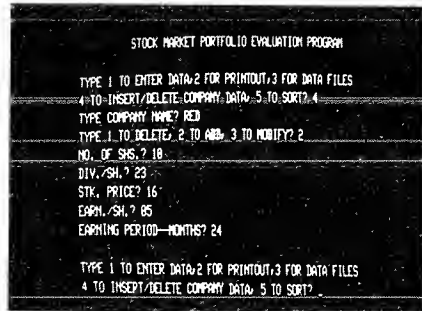 STOCK MARKET PORTFOLIO EVALUATION PROGRAM
TYPE 1 TO ENTER DATA,2 FOR PRINTOUT,3 FOR DATA FILES
4 TO INSERT/DELETE COMPANY DATA, 5 TO SORT? 4
TYPE COMPANY NAME? RED
TYPE 1 TO DELETE, 2 TO ADD, 3 TO MODIFY? 2
NO. OF SHS.? 10
DIV./SH.? 23
STK. PRICE? 16
EARN./SH.? 05
EARNING PERIOD—MONTHS? 24
TYPE 1 TO ENTER DATA,2 FOR PRINTOUT,3 FOR DATA FILES
4 TO INSERT/DELETE COMPANY DATA, 5 TO SORT?